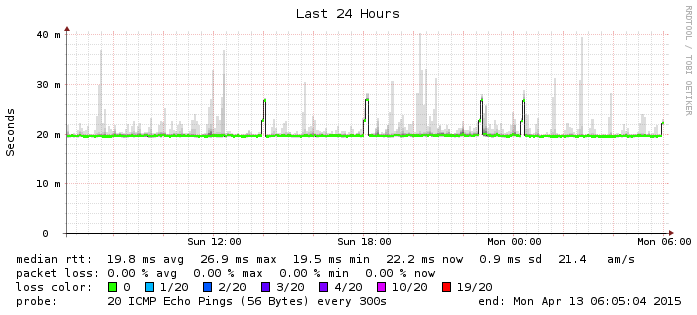 Last 24 Hours
RRDTOOL / TOBI OETIKER
Seconds
40 m
30 m
20 m
10 m
0
Sun 12:00 Sun 18:00 Mon 00:00 Mon 06:00
median rtt: 19.8 ms avg 26.9 ms max 19.5 ms min 22.2 ms now 0.9 ms sd 21.4 am/s
packet loss: 0.00 % avg 0.00 % max 0.00 % min 0.00 % now
loss color: 0 1/20 2/20 3/20 4/20 10/20 19/20
probe: 20 ICMP Echo Pings (56 Bytes) every 300s end: Mon Apr 13 06:05:04 2015